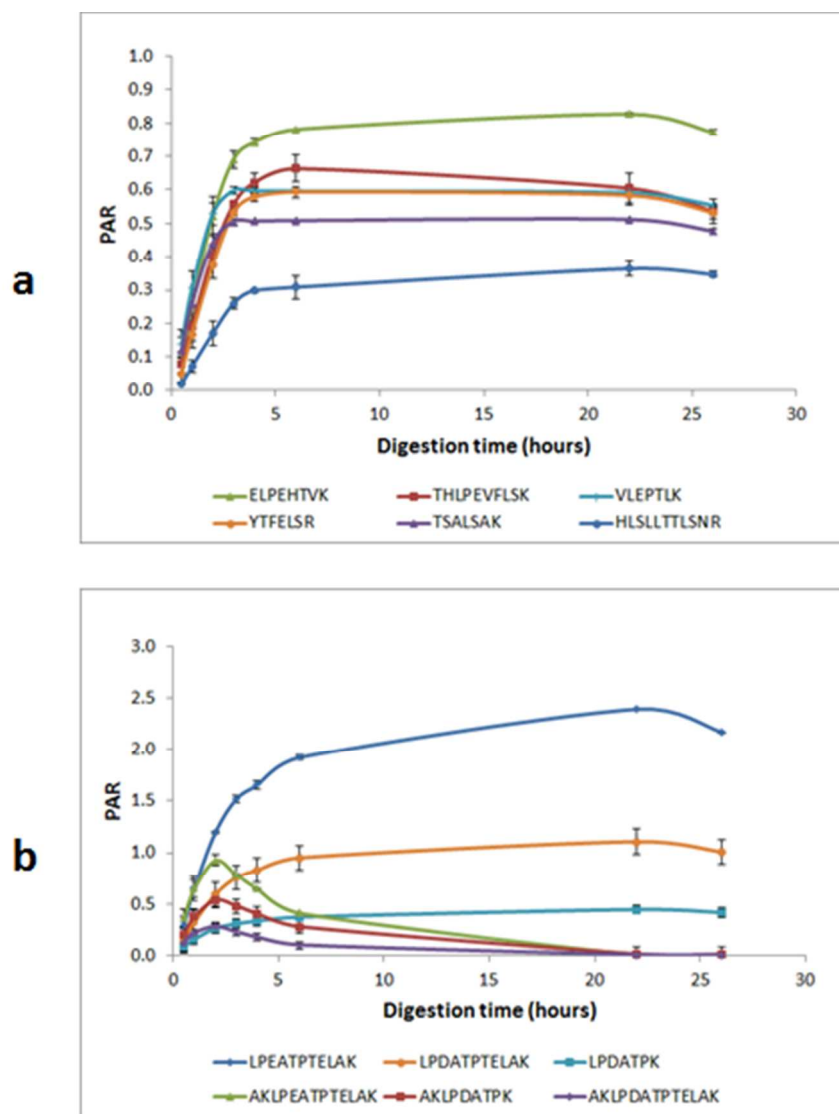 a
1.0
0.9
0.8
0.7
0.6
0.5
0.4
0.3
0.2
0.1
0.0
PAR
0 5 10 15 20 25 30
Digestion time (hours)
ELPEHTVK THLPEVFLSK VLEPTLK
YTFELSR TSALSAK HLSLLTTLSNR
b
3.0
2.5
2.0
1.5
1.0
0.5
0.0
PAR
0 5 10 15 20 25 30
Digestion time (hours)
LPEATPTELAK LPDATPTELAK LPDATPK
AKLPEATPTELAK AKLPDATPK AKLPDATPTELAK